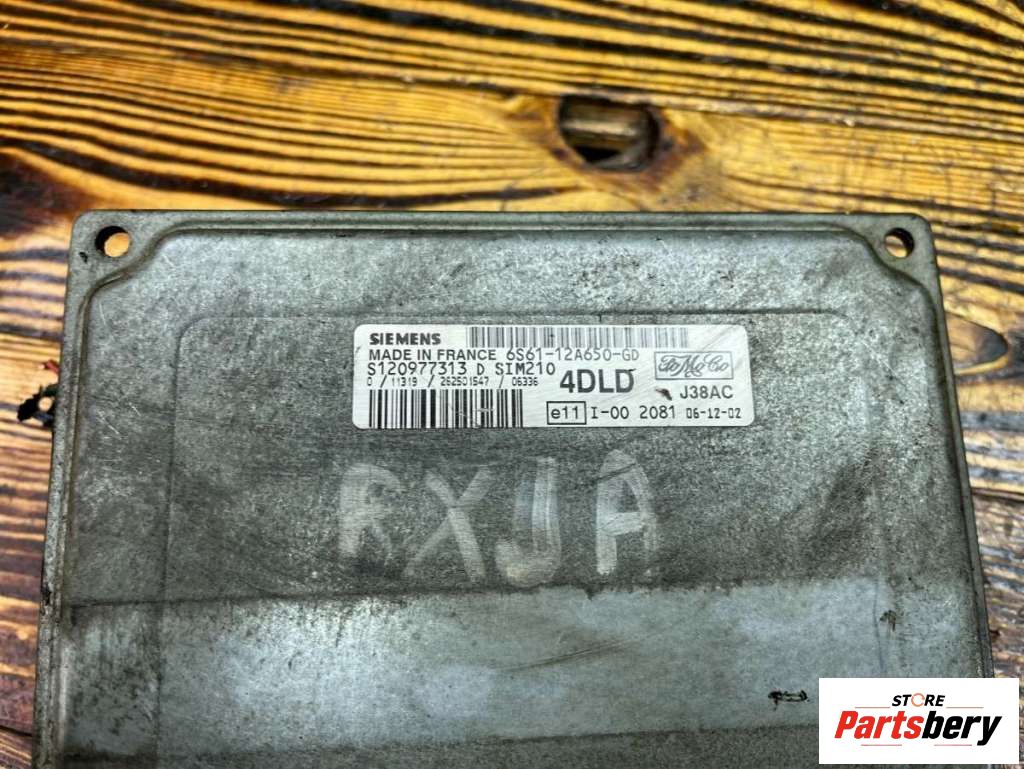 SIEMENS
MADE IN FRANCE 6S61-12A650-GD
S120977313 D SIM210
0 / 11319 / 262501547 / 06336
4DLD
FoMoCo
J38AC
e11 I-00 2081 06-12-02
RXJA
STORE
Partsbery